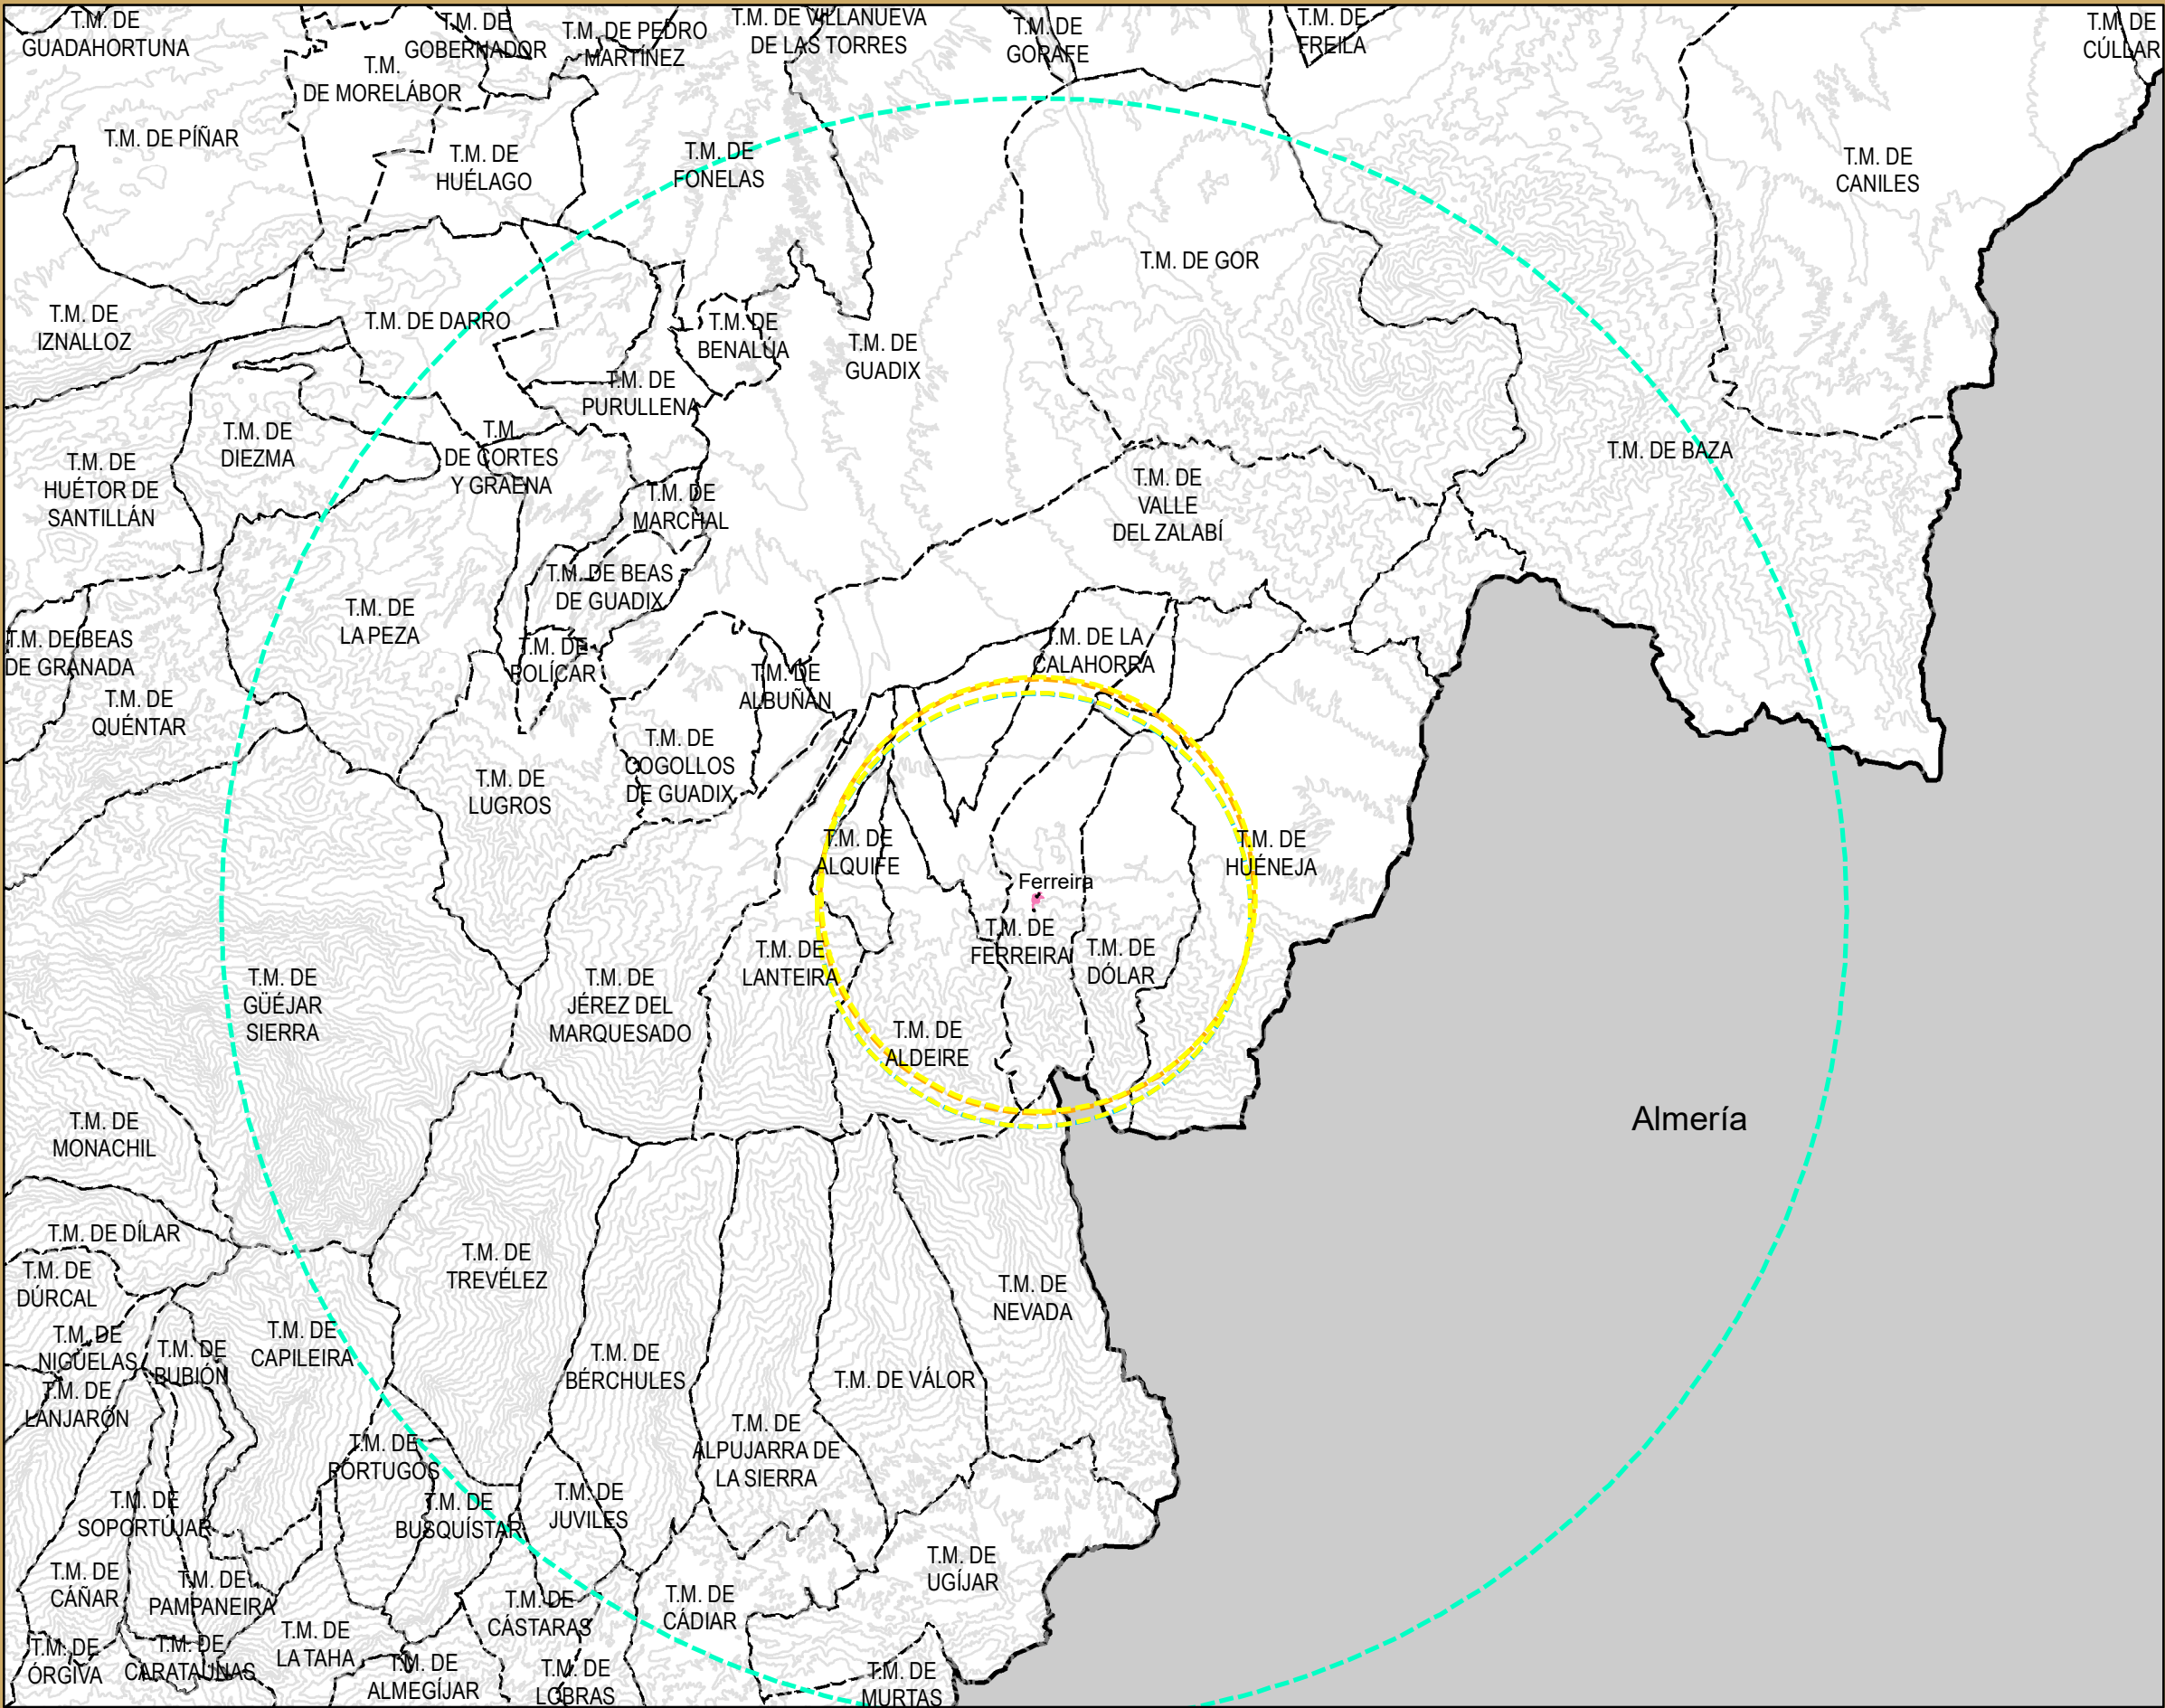 T.M. DE
GUADAHORTUNA
T.M. DE
GOBERNADOR
T.M. DE PEDRO
MARTÍNEZ
T.M. DE VILLANUEVA
DE LAS TORRES
T.M. DE
GORAFE
T.M. DE
FREILA
T.M. DE
CÚLLAR
T.M.
DE MORELÁBOR
T.M. DE PÍÑAR
T.M. DE
HUÉLAGO
T.M. DE
FONELAS
T.M. DE
CANILES
T.M. DE GOR
T.M. DE
IZNALLOZ
T.M. DE DARRO
T.M. DE
BENALÚA
T.M. DE
GUADIX
T.M. DE
PURULLENA
T.M. DE
DIEZMA
T.M.
DE CORTES
Y GRAENA
T.M. DE BAZA
T.M. DE
HUÉTOR DE
SANTILLÁN
T.M. DE
MARCHAL
T.M. DE
VALLE
DEL ZALABÍ
T.M. DE BEAS
DE GUADIX
T.M. DE
LA PEZA
T.M. DE BEAS
DE GRANADA
T.M. DE
POLÍCAR
T.M. DE LA
CALAHORRA
T.M. DE
ALBUÑÁN
T.M. DE
QUÉNTAR
T.M. DE
COGOLLOS
DE GUADIX
T.M. DE
LUGROS
T.M. DE
ALQUIFE
T.M. DE
HUÉNEJA
Ferreira
T.M. DE
FERREIRA
T.M. DE
DÓLAR
T.M. DE
LANTEIRA
T.M. DE
GÜÉJAR
SIERRA
T.M. DE
JÉREZ DEL
MARQUESADO
T.M. DE
ALDEIRE
Almería
T.M. DE
MONACHIL
T.M. DE DÍLAR
T.M. DE
TREVÉLEZ
T.M. DE
DÚRCAL
T.M. DE
NEVADA
T.M. DE
NIGÜELAS
T.M. DE
BUBIÓN
T.M. DE
CAPILEIRA
T.M. DE
BÉRCHULES
T.M. DE VÁLOR
T.M. DE
LANJARÓN
T.M. DE
ALPUJARRA DE
LA SIERRA
T.M. DE
PÓRTUGOS
T.M. DE
SOPORTÚJAR
T.M. DE
BUSQUÍSTAR
T.M. DE
JUVILES
T.M. DE
UGÍJAR
T.M. DE
CÁÑAR
T.M. DE
PAMPANEIRA
T.M. DE
CÁSTARAS
T.M. DE
CÁDIAR
T.M. DE
LA TAHA
T.M. DE
ÓRGIVA
T.M. DE
CARATAUNAS
T.M. DE
ALMEGÍJAR
T.M. DE
LOBRAS
T.M. DE
MURTAS